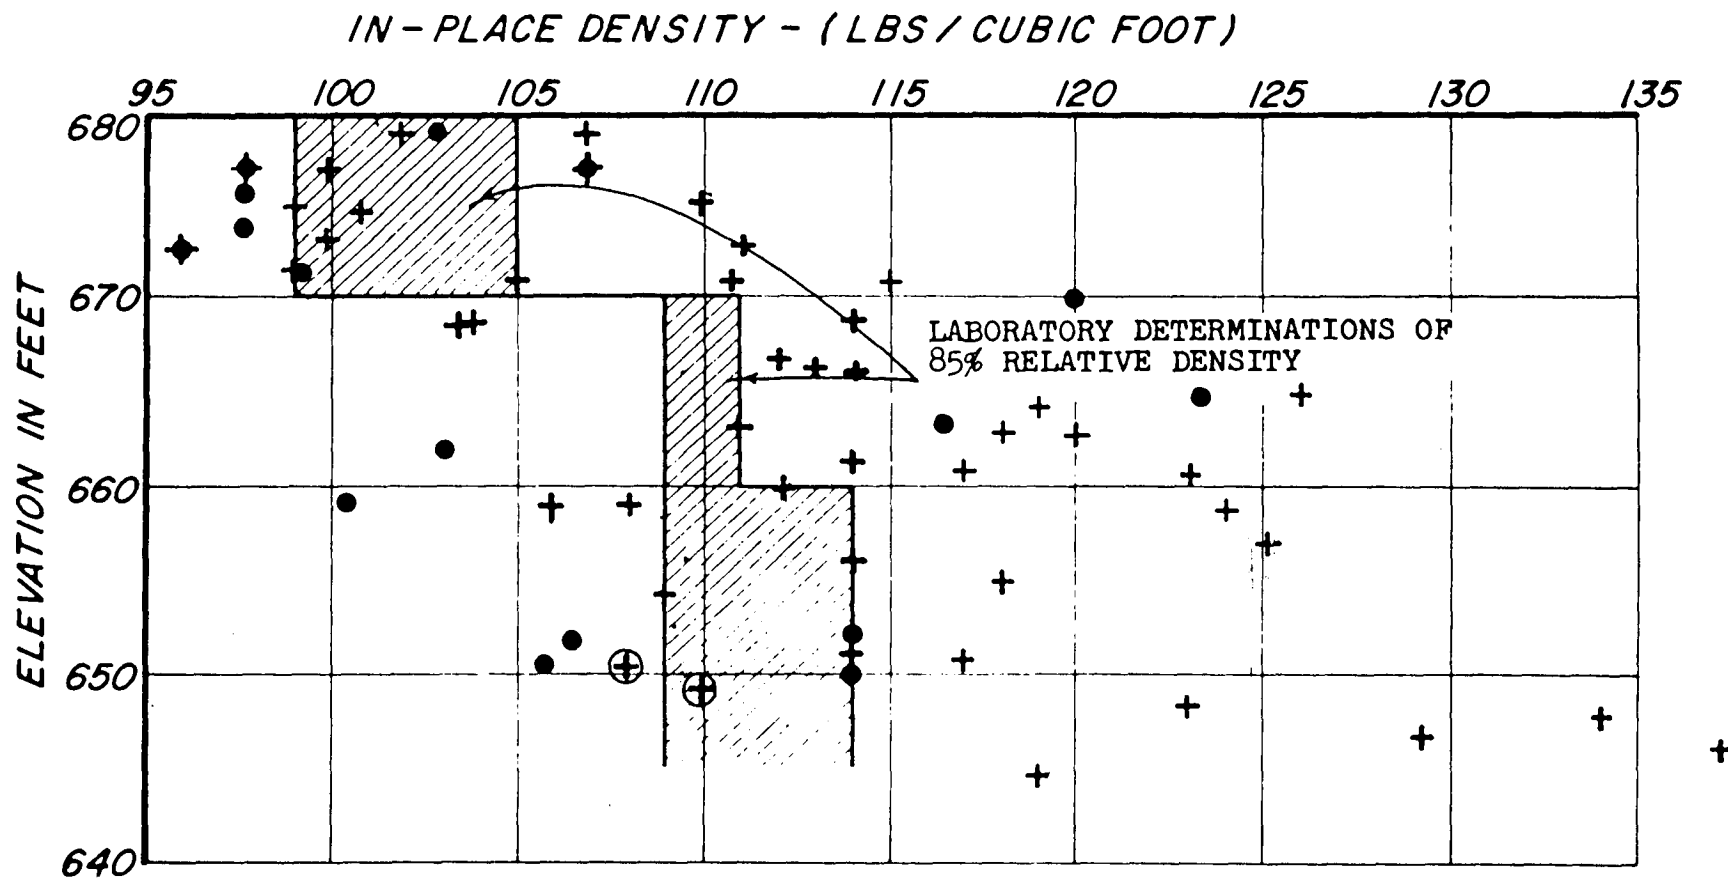 IN-PLACE DENSITY - (LBS/CUBIC FOOT)
95 100 105 110 115 120 125 130 135
680
670
660
650
640
ELEVATION IN FEET
LABORATORY DETERMINATIONS OF
85% RELATIVE DENSITY